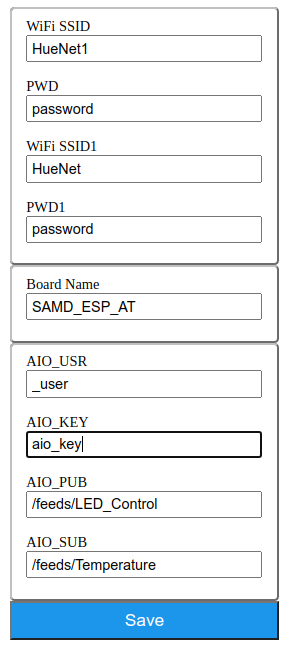 WiFi SSID
HueNet1
PWD
password
WiFi SSID1
HueNet
PWD1
password
Board Name
SAMD_ESP_AT
AIO_USR
_user
AIO_KEY
aio_key
AIO_PUB
/feeds/LED_Control
AIO_SUB
/feeds/Temperature
Save